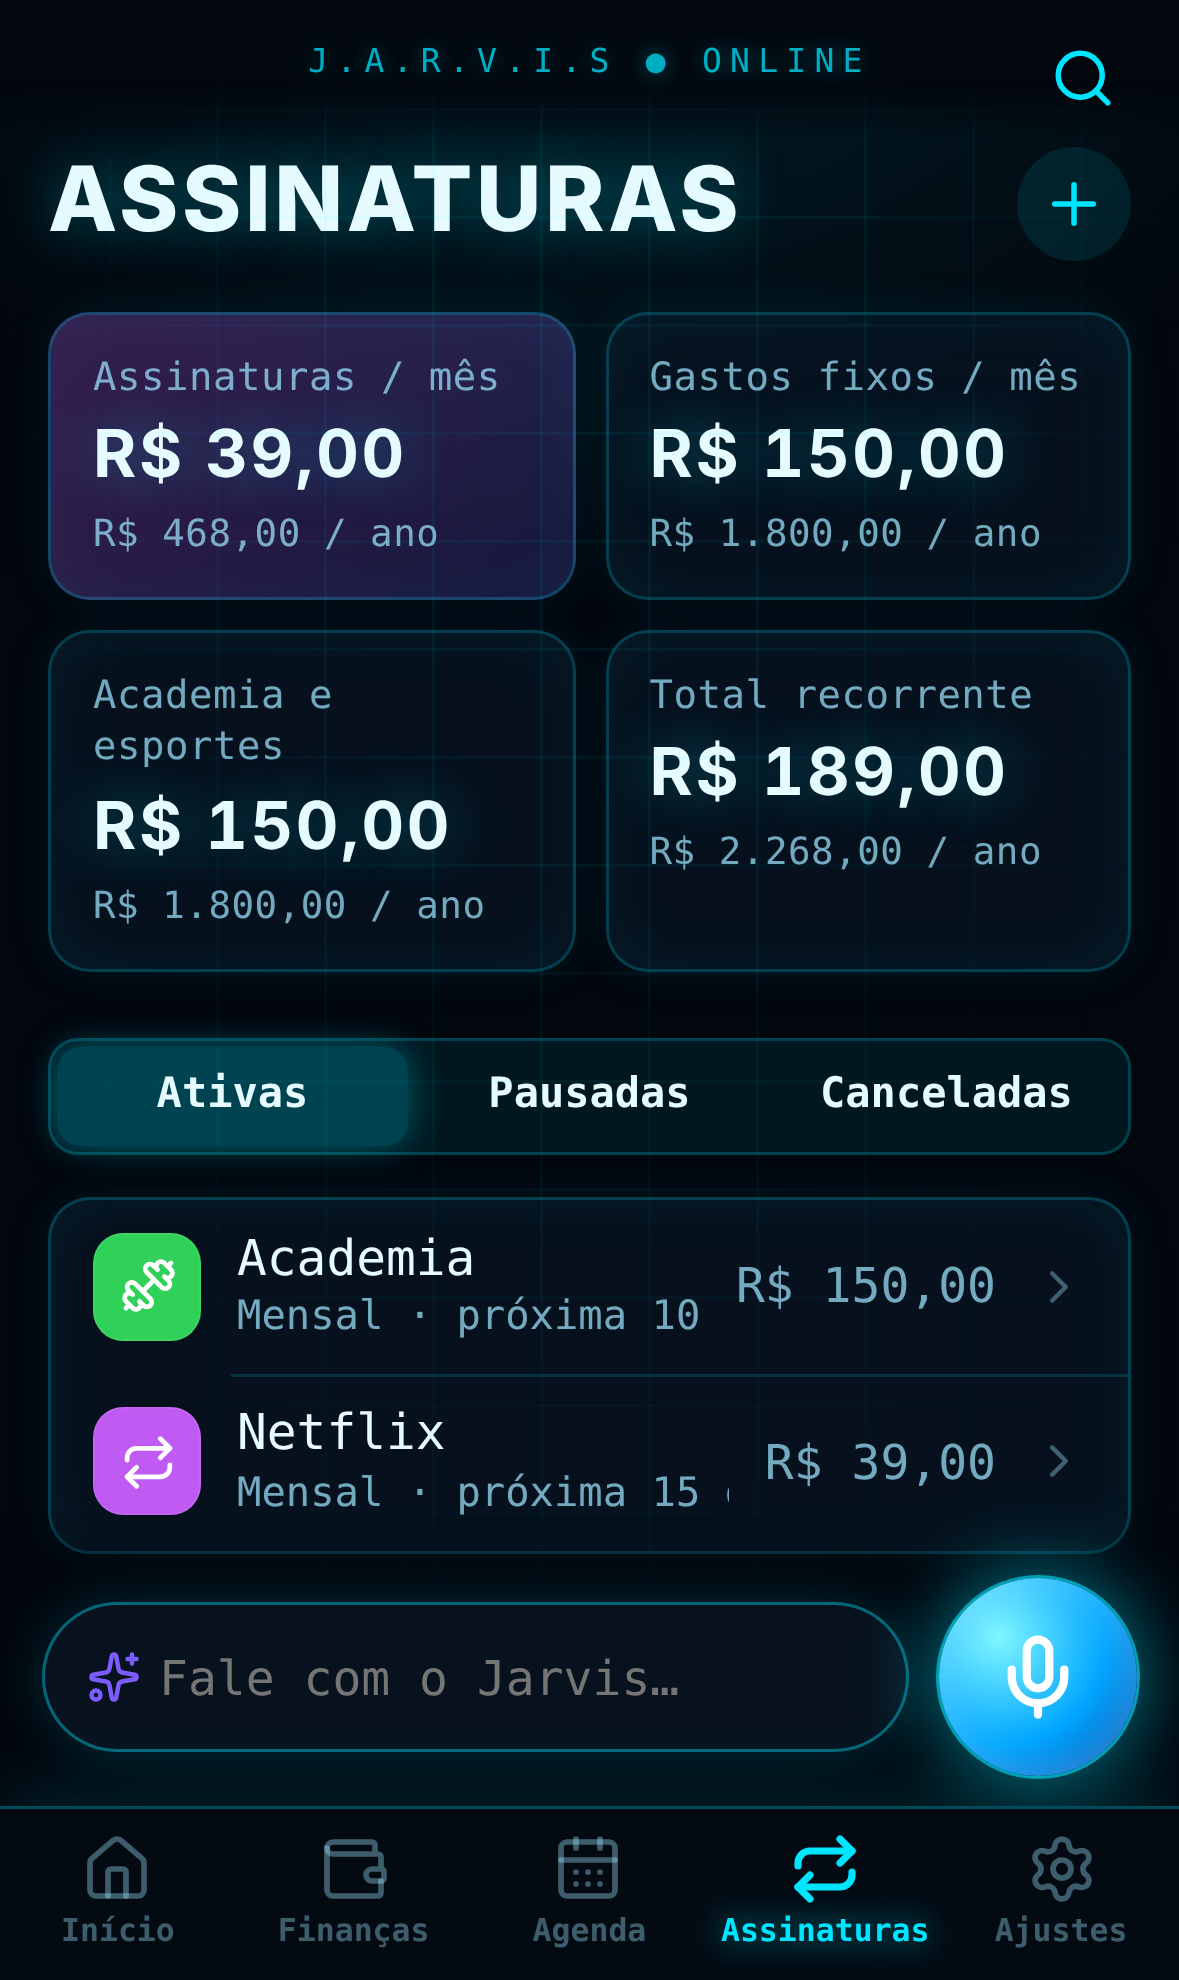 J.A.R.V.I.S ● ONLINE
ASSINATURAS
Assinaturas / mês
R$ 39,00
R$ 468,00 / ano
Gastos fixos / mês
R$ 150,00
R$ 1.800,00 / ano
Academia e
esportes
R$ 150,00
R$ 1.800,00 / ano
Total recorrente
R$ 189,00
R$ 2.268,00 / ano
Ativas
Pausadas
Canceladas
Academia
Mensal · próxima 10
R$ 150,00
Netflix
Mensal · próxima 15
R$ 39,00
Fale com o Jarvis…
Início
Finanças
Agenda
Assinaturas
Ajustes